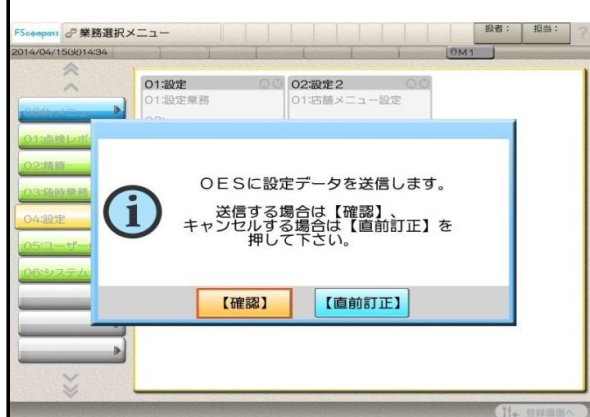 FScompass 業務選択メニュー
扱者：
担当：
?
2014/04/15(火)014:34
0M1
01:設定
02:設定2
01:設定業務
01:店舗メニュー設定
01:点検レポ
02:精算
03:随時業務
04:設定
05:ユーザー
06:システム
OESに設定データを送信します。
送信する場合は【確認】、
キャンセルする場合は【直前訂正】を
押して下さい。
【確認】
【直前訂正】
登録画面へ